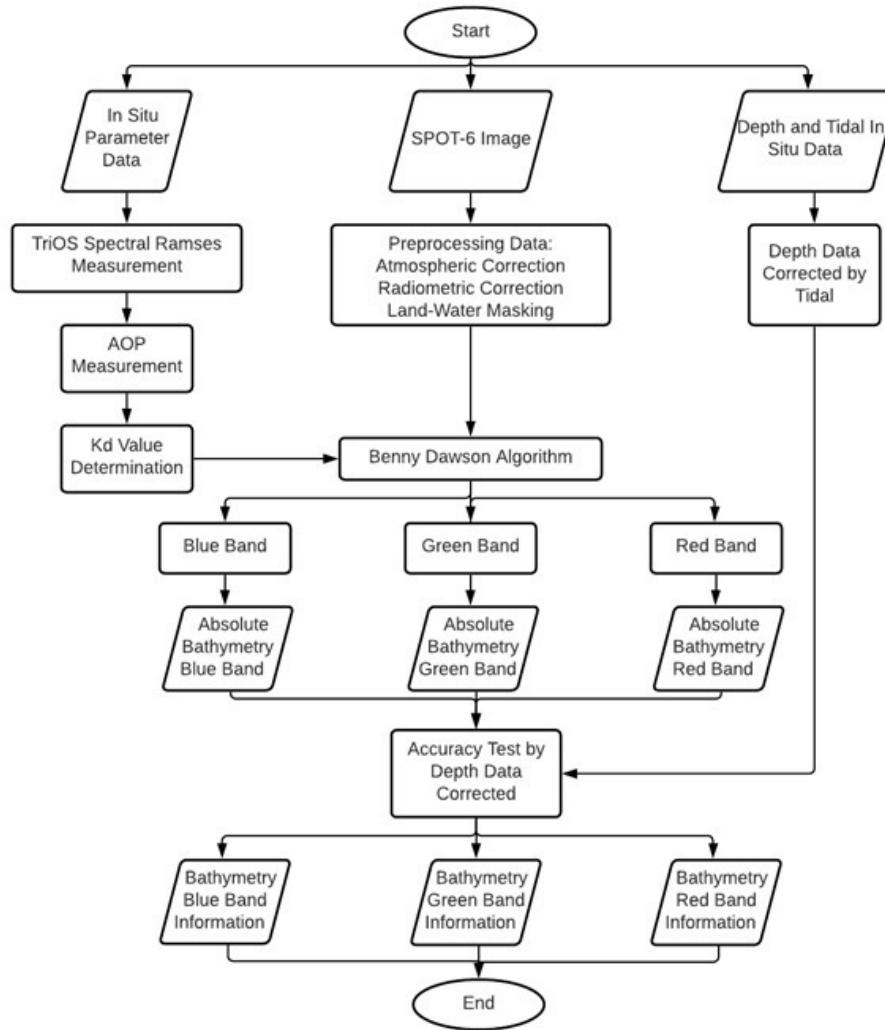 Start
In Situ
Parameter
Data
SPOT-6 Image
Depth and Tidal In
Situ Data
TriOS Spectral Ramses
Measurement
Preprocessing Data:
Atmospheric Correction
Radiometric Correction
Land-Water Masking
Depth Data
Corrected by
Tidal
AOP
Measurement
Kd Value
Determination
Benny Dawson Algorithm
Blue Band
Green Band
Red Band
Absolute
Bathymetry
Blue Band
Absolute
Bathymetry
Green Band
Absolute
Bathymetry
Red Band
Accuracy Test by
Depth Data
Corrected
Bathymetry
Blue Band
Information
Bathymetry
Green Band
Information
Bathymetry
Red Band
Information
End